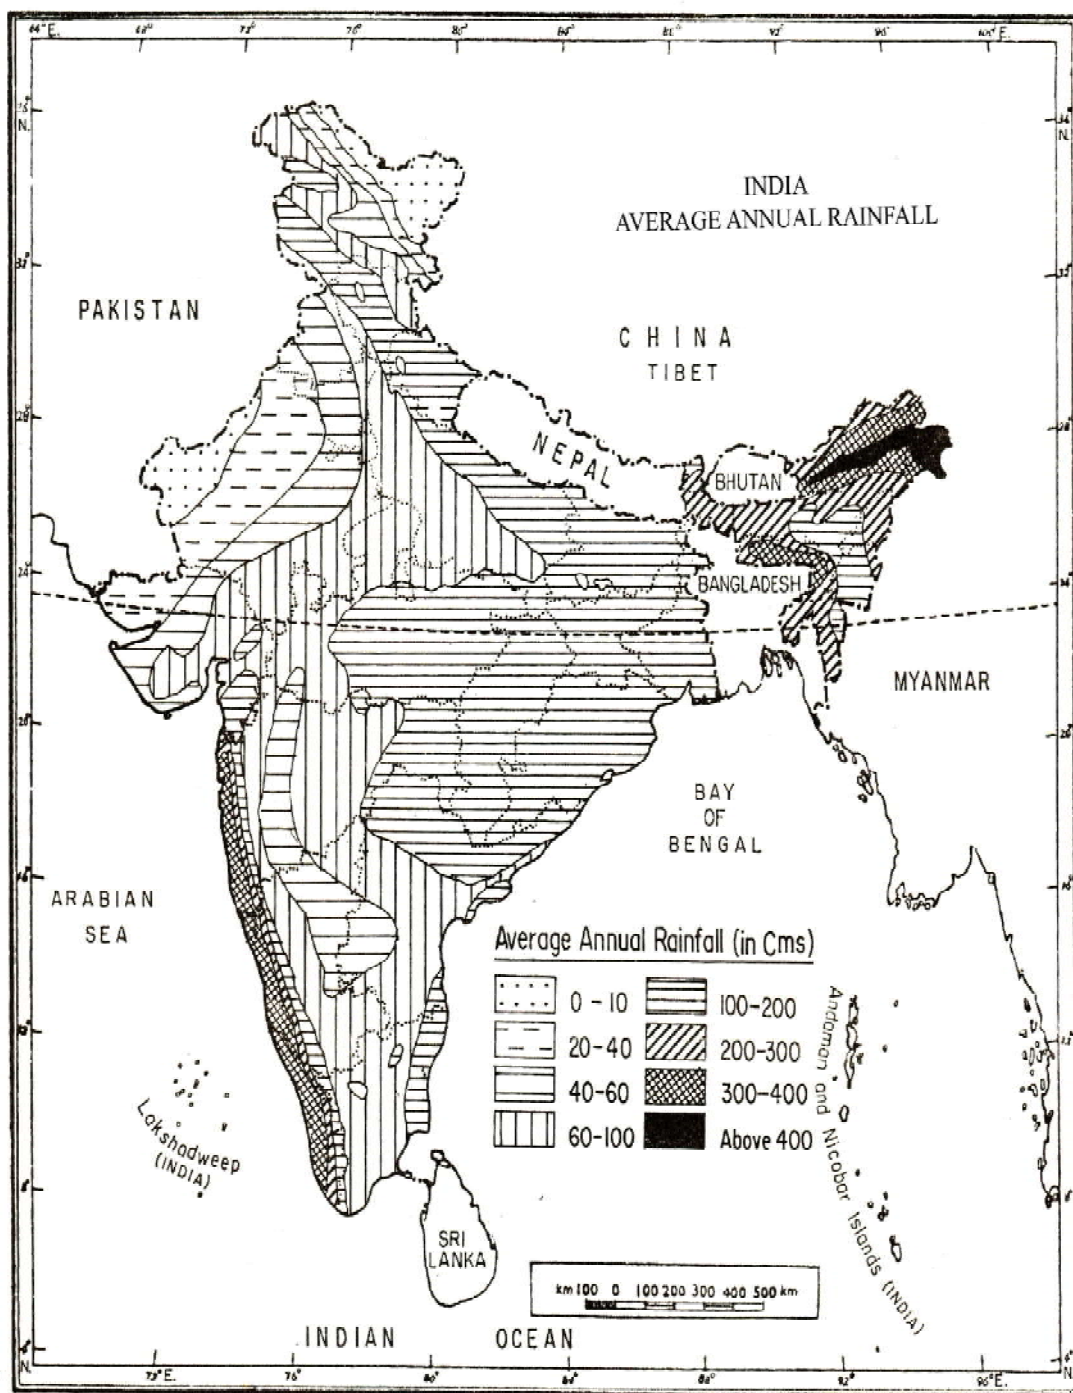 64°E.
INDIA
AVERAGE ANNUAL RAINFALL
PAKISTAN
CHINA
TIBET
NEPAL
BHUTAN
BANGLADESH
MYANMAR
BAY
OF
BENGAL
ARABIAN
SEA
Average Annual Rainfall (in Cms)
0-10
100-200
20-40
200-300
40-60
300-400
60-100
Above 400
Andaman and Nicobar Islands (INDIA)
Lakshadweep
(INDIA)
SRI
LANKA
km 100 0 100 200 300 400 500 km
INDIAN OCEAN